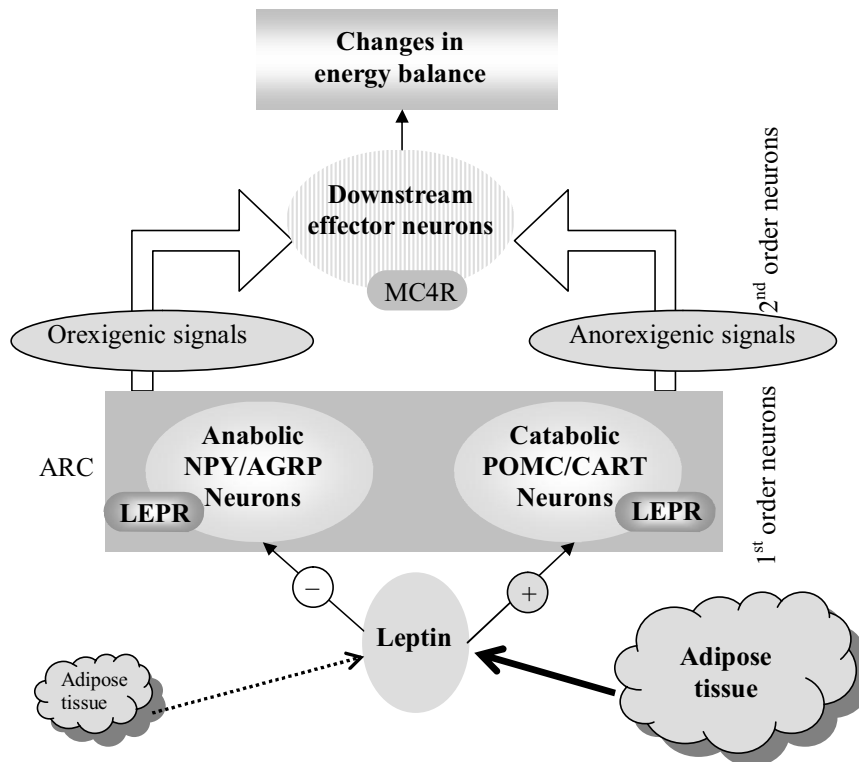 Changes in
energy balance
Downstream
effector neurons
MC4R
2nd order neurons
Orexigenic signals
Anorexigenic signals
ARC
Anabolic
NPY/AGRP
Neurons
LEPR
Catabolic
POMC/CART
Neurons
LEPR
1st order neurons
−
+
Leptin
Adipose
tissue
Adipose
tissue